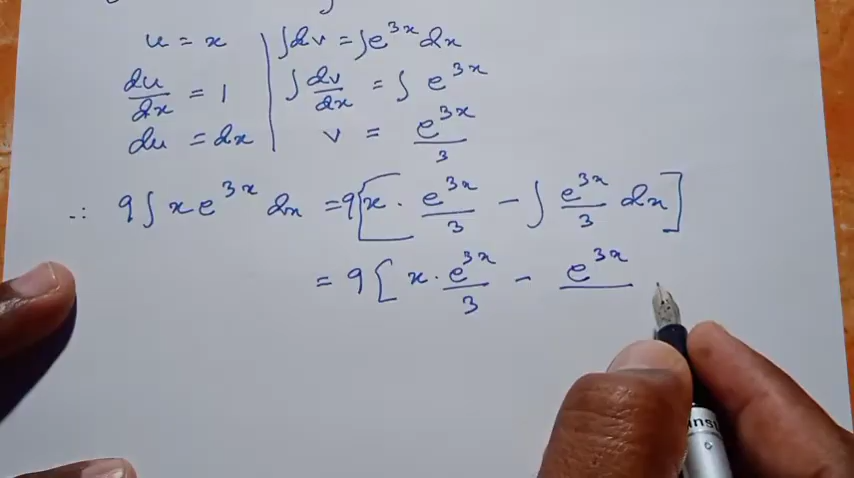 u = x | ∫dv = ∫e^{3x} dx
du/dx = 1 | ∫ dv/dx = ∫ e^{3x}
du = dx | v = e^{3x}/3
∴ 9∫ x e^{3x} dx = 9[x · e^{3x}/3 − ∫ e^{3x}/3 dx]
= 9[x · e^{3x}/3 − e^{3x}